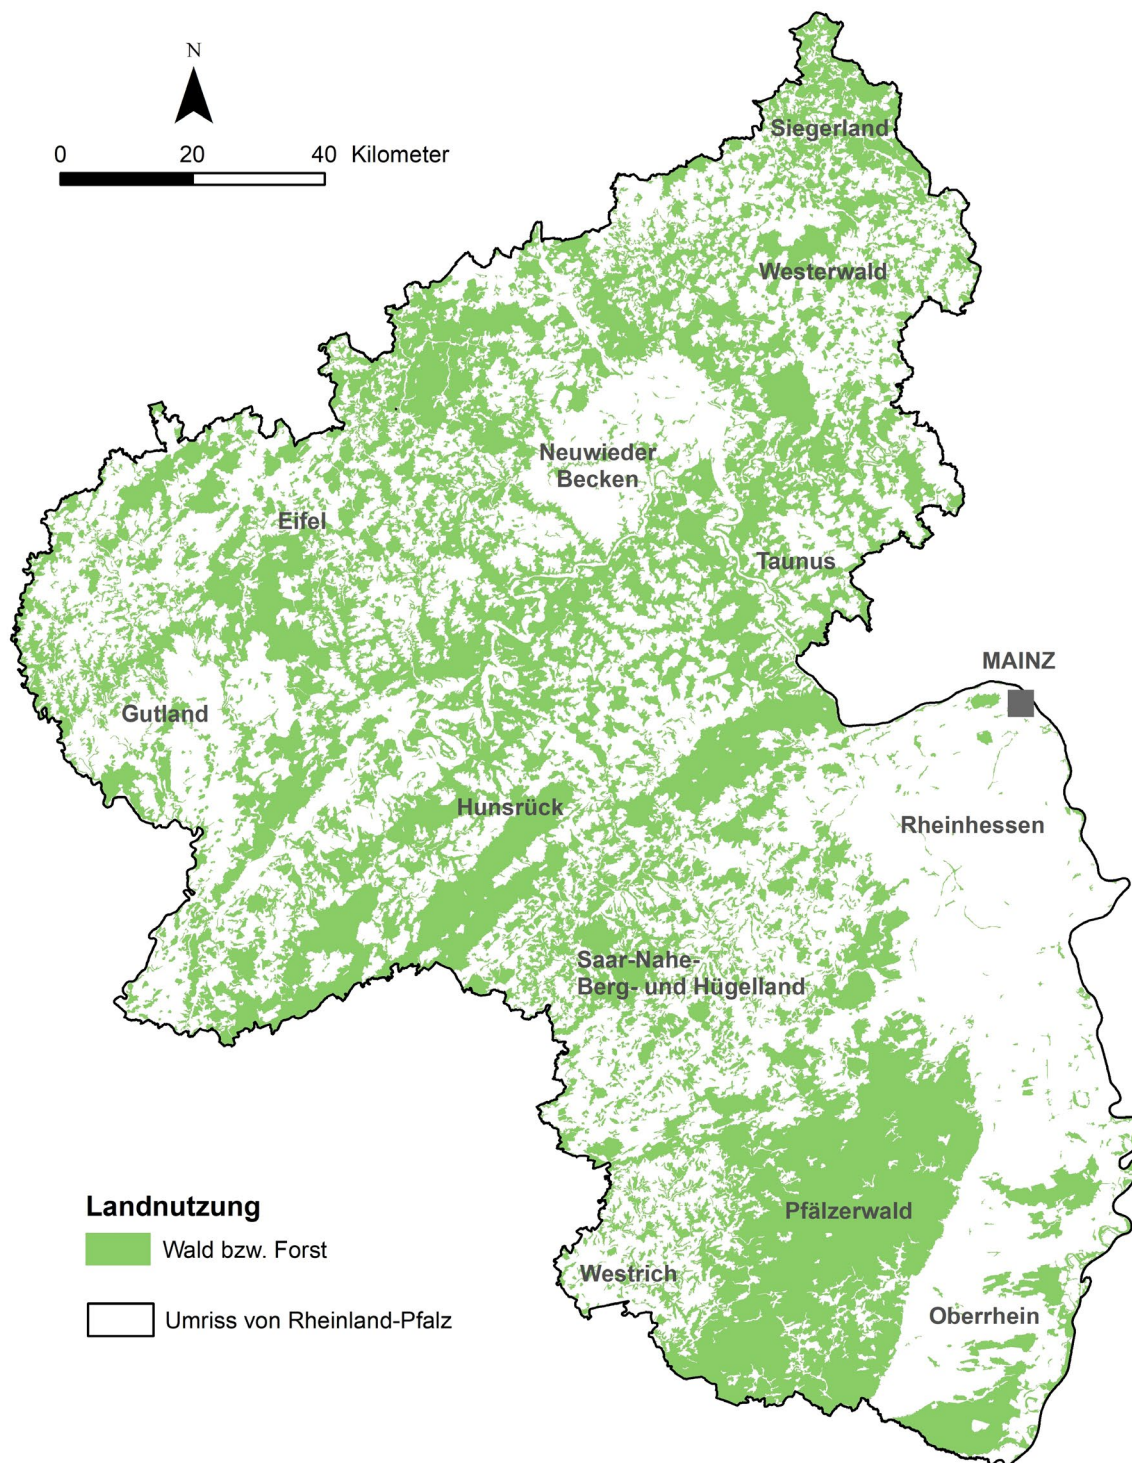 N
0 20 40 Kilometer
Siegerland
Westerwald
Neuwieder
Becken
Eifel
Taunus
MAINZ
Gutland
Hunsrück
Rheinhessen
Saar-Nahe-
Berg- und Hügelland
Landnutzung
Wald bzw. Forst
Umriss von Rheinland-Pfalz
Pfälzerwald
Westrich
Oberrhein